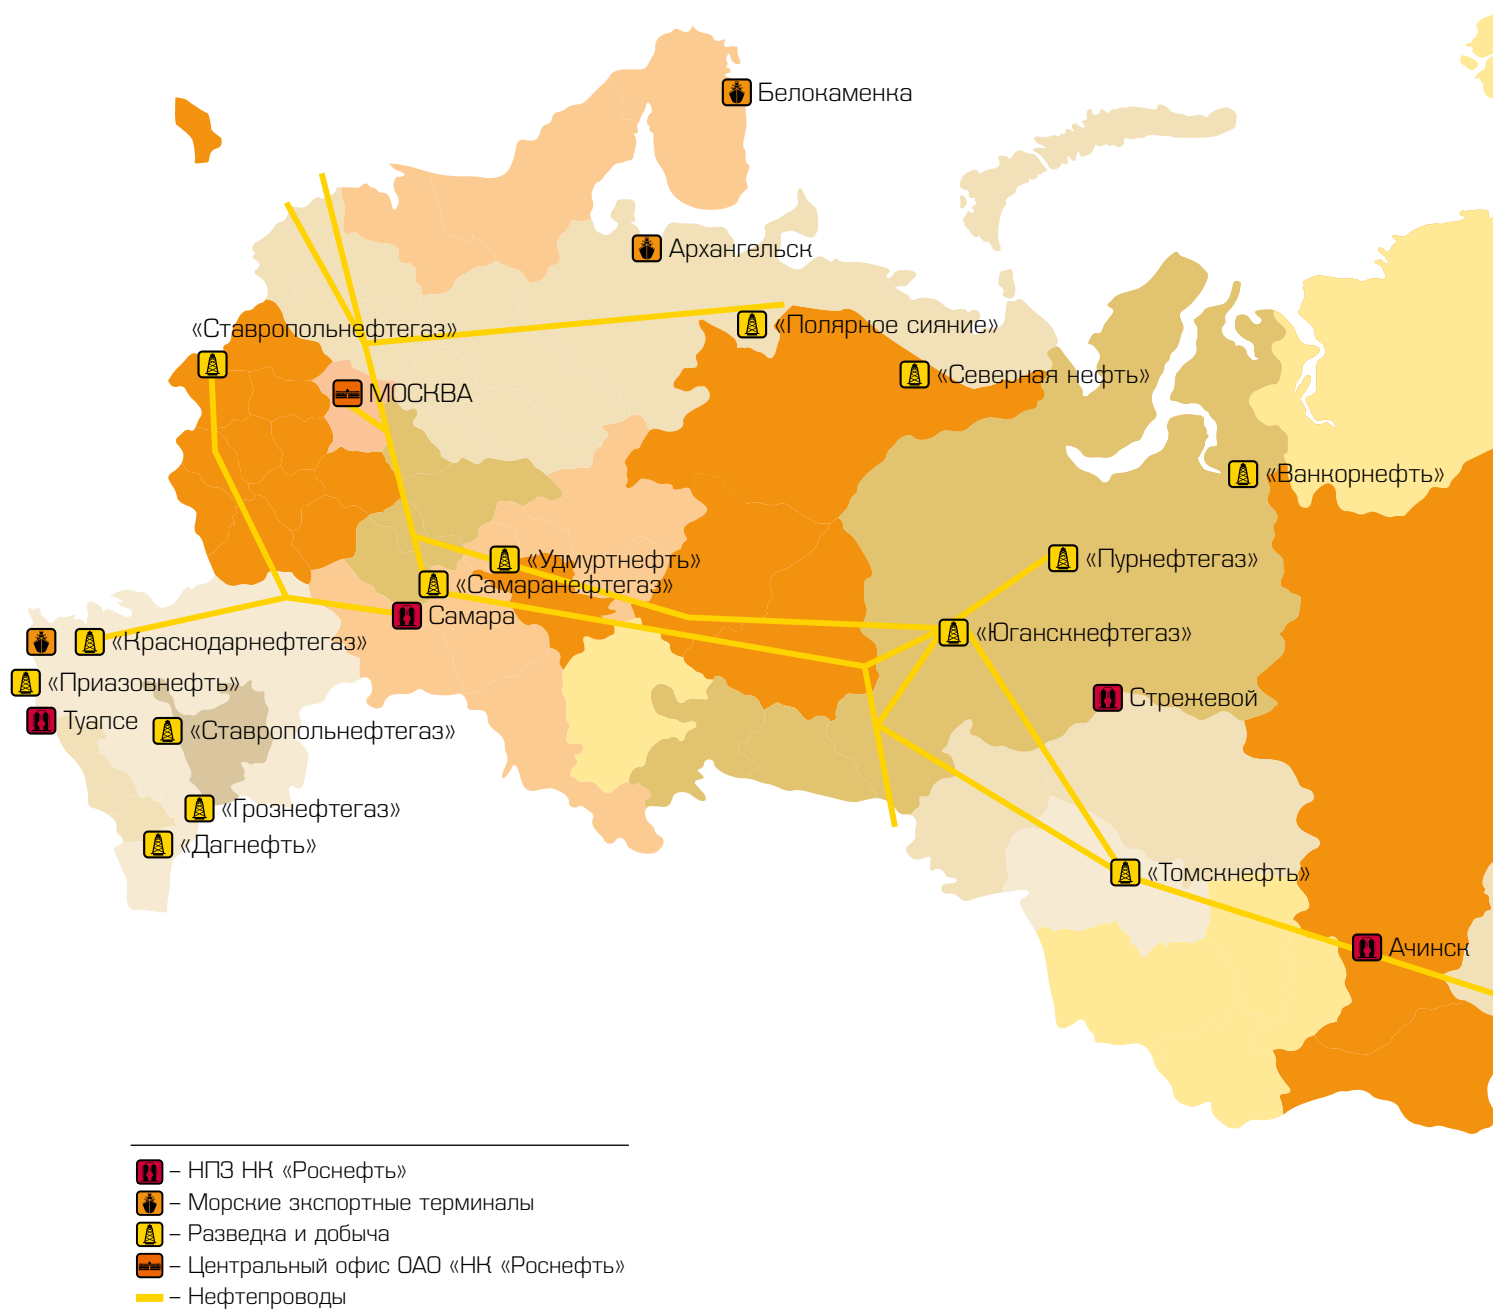 Белокаменка
Архангельск
«Ставропольнефтегаз»
«Полярное сияние»
«Северная нефть»
МОСКВА
«Ванкорнефть»
«Удмуртнефть»
«Пурнефтегаз»
«Самаранефтегаз»
Самара
«Юганскнефтегаз»
«Краснодарнефтегаз»
«Приазовнефть»
Стрежевой
Туапсе
«Ставропольнефтегаз»
«Грознефтегаз»
«Дагнефть»
«Томскнефть»
Ачинск
– НПЗ НК «Роснефть»
– Морские зкспортные терминалы
– Разведка и добыча
– Центральный офис ОАО «НК «Роснефть»
– Нефтепроводы